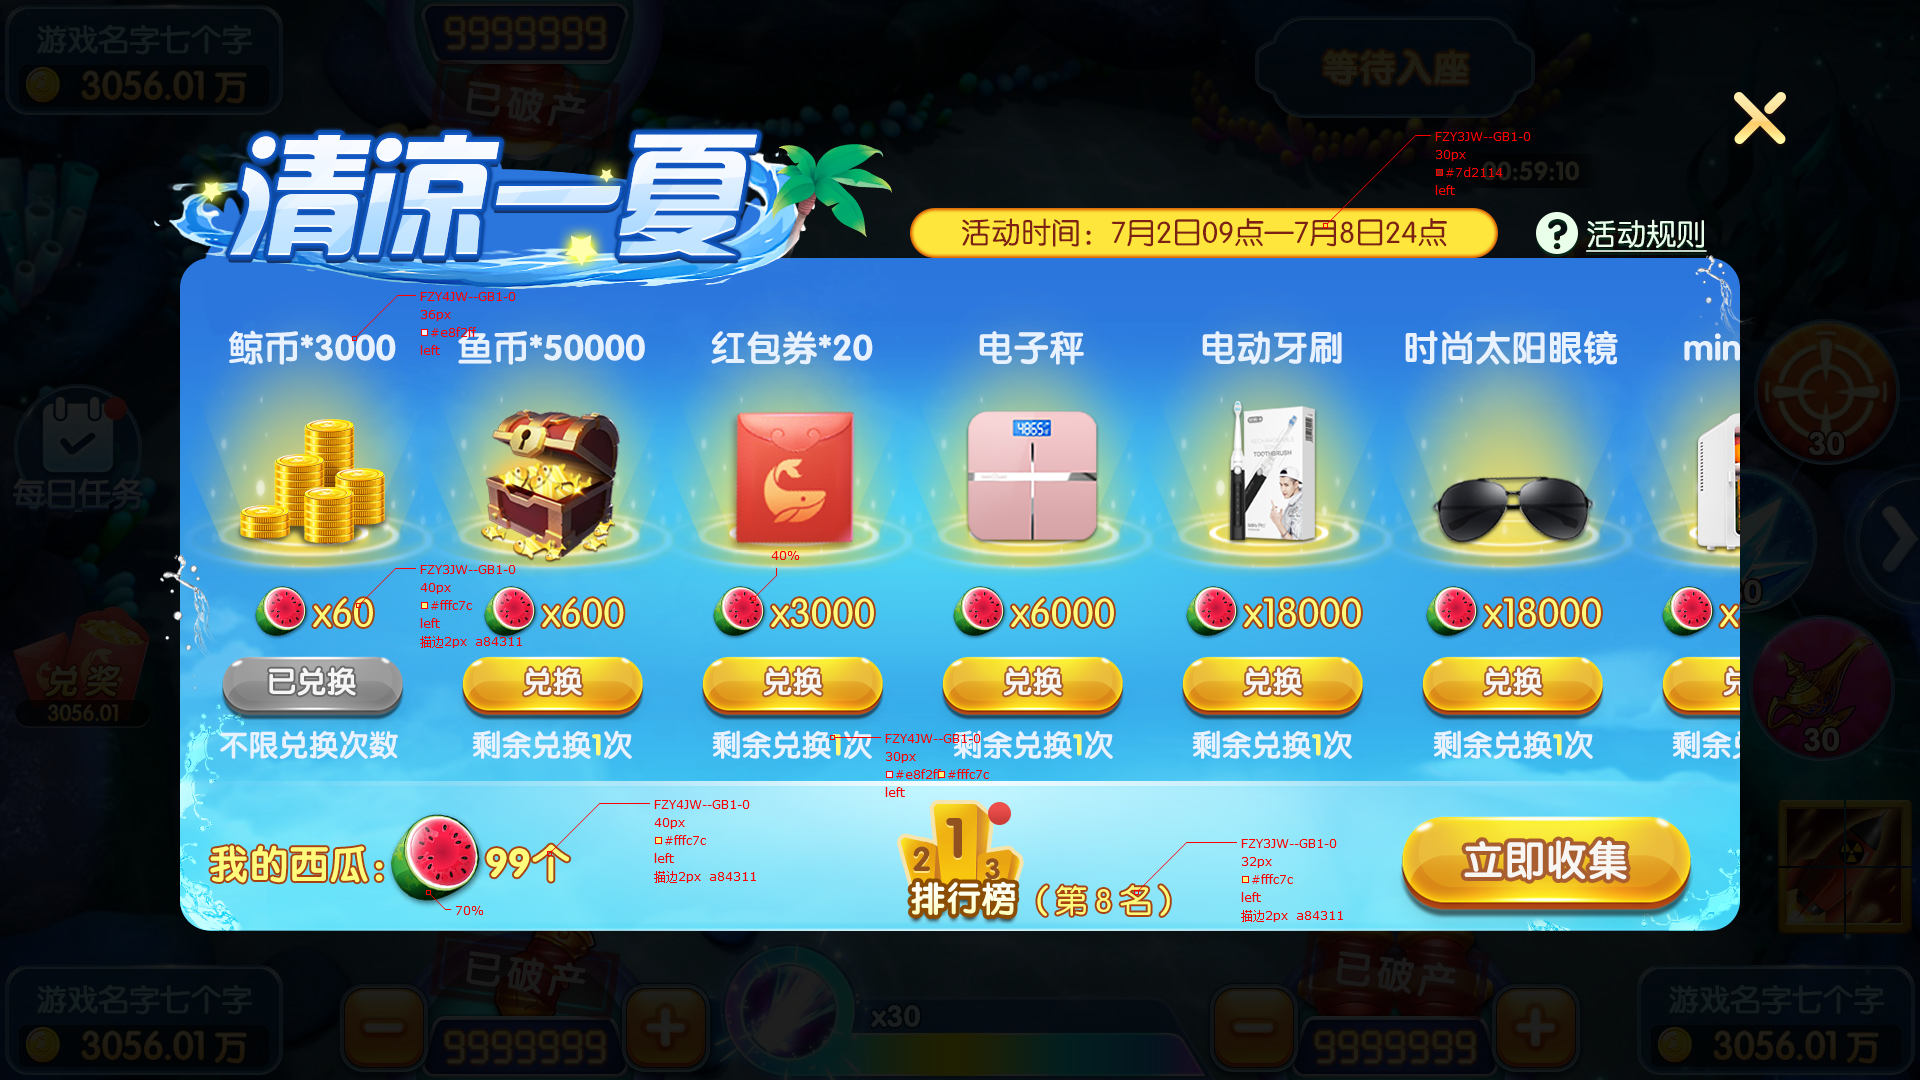 游戏名字七个字
3056.01万
9999999
已破产
等待入座
清凉一夏
FZY3JW--GB1-0
30px
#7d2114
left
00:59:10
活动时间：7月2日09点—7月8日24点
? 活动规则
FZY4JW--GB1-0
36px
#e8f2ff
left
鲸币*3000
鱼币*50000
红包券*20
电子秤
电动牙刷
时尚太阳眼镜
min
30
每日任务
TOOTHBRUSH
40%
FZY3JW--GB1-0
40px
#fffc7c
left
描边2px a84311
x60
x600
x3000
x6000
x18000
x18000
x
已兑换
兑换
兑换
兑换
兑换
兑换
兑
兑奖
3056.01
30
不限兑换次数
剩余兑换1次
剩余兑换1次
剩余兑换1次
剩余兑换1次
剩余兑换1次
剩余
FZY4JW--GB1-0
30px
#e8f2ff #fffc7c
left
我的西瓜：
99个
FZY4JW--GB1-0
40px
#fffc7c
left
描边2px a84311
70%
1
2
3
排行榜
（第8名）
FZY3JW--GB1-0
32px
#fffc7c
left
描边2px a84311
立即收集
游戏名字七个字
3056.01万
已破产
9999999
x30
已破产
9999999
游戏名字七个字
3056.01万